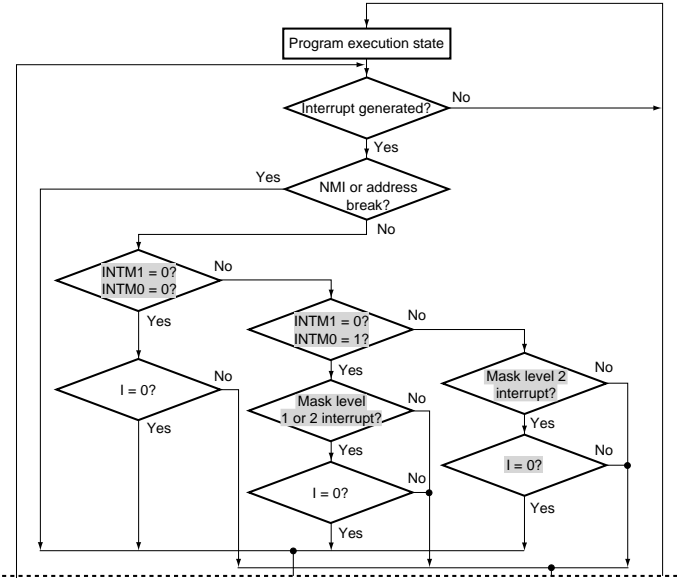 Program execution state
Interrupt generated?
No
Yes
Yes
NMI or address
break?
No
INTM1 = 0?
INTM0 = 0?
No
Yes
INTM1 = 0?
INTM0 = 1?
No
Yes
I = 0?
No
Yes
Mask level
1 or 2 interrupt?
No
Yes
Mask level 2
interrupt?
No
Yes
I = 0?
No
Yes
I = 0?
No
Yes